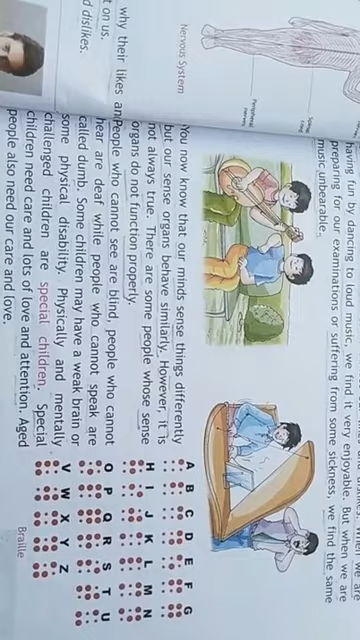 having fun by dancing to loud music, we find it very enjoyable. But when we are
preparing for our examinations or suffering from some sickness, we find the same
music unbearable.
Spinal cord
Peripheral nerves
Nervous System
why their likes an
t on us.
d dislikes.
You now know that our minds sense things differently
but our sense organs behave similarly. However, it is
not always true. There are some people whose sense
organs do not function properly.
People who cannot see are blind, people who cannot
hear are deaf while people who cannot speak are
called dumb. Some children may have a weak brain or
some physical disability. Physically and mentally
challenged children are special children. Special
children need care and lots of love and attention. Aged
people also need our care and love.
A B C D E F G
H I J K L M N
O P Q R S T U
V W X Y Z
Braille